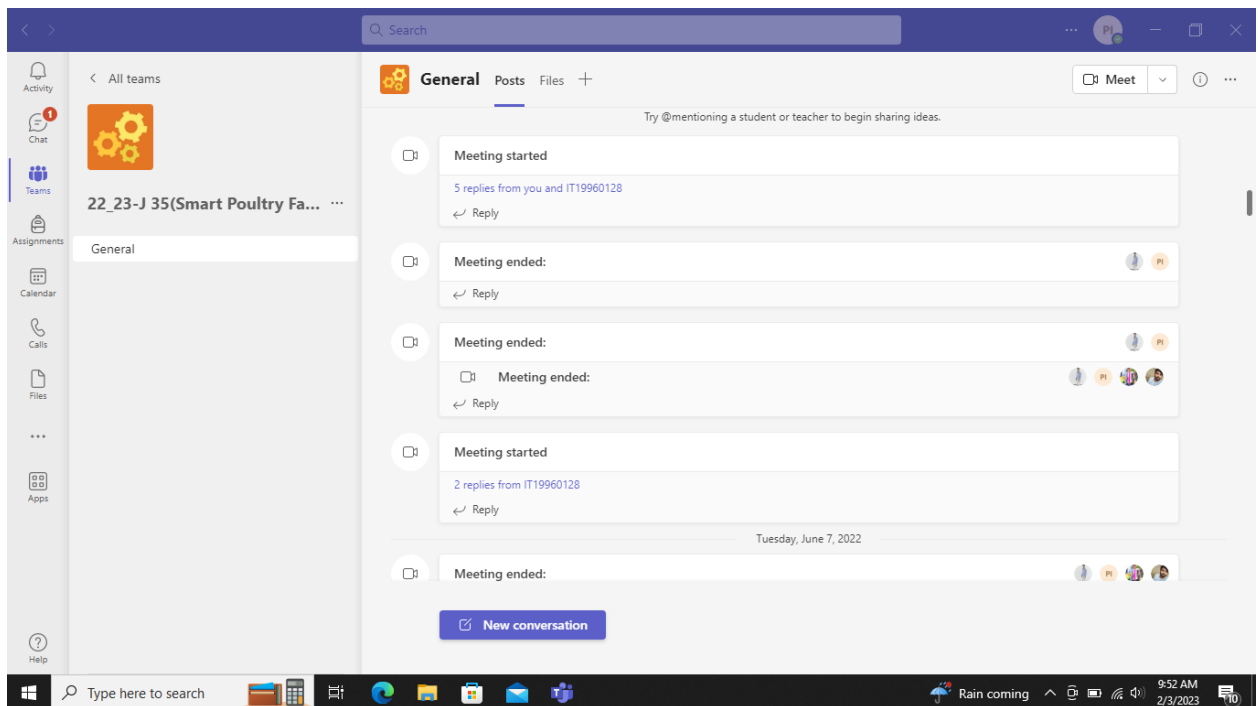 Search
... PI
Activity
Chat
1
Teams
Assignments
Calendar
Calls
Files
...
Apps
Help
All teams
22_23-J 35(Smart Poultry Fa... ...
General
General Posts Files
Meet
...
Try @mentioning a student or teacher to begin sharing ideas.
Meeting started
5 replies from you and IT19960128
Reply
Meeting ended:
PI
Reply
Meeting ended:
PI
Meeting ended:
PI
Reply
Meeting started
2 replies from IT19960128
Reply
Tuesday, June 7, 2022
Meeting ended:
PI
New conversation
Type here to search
Rain coming
9:52 AM
2/3/2023
10